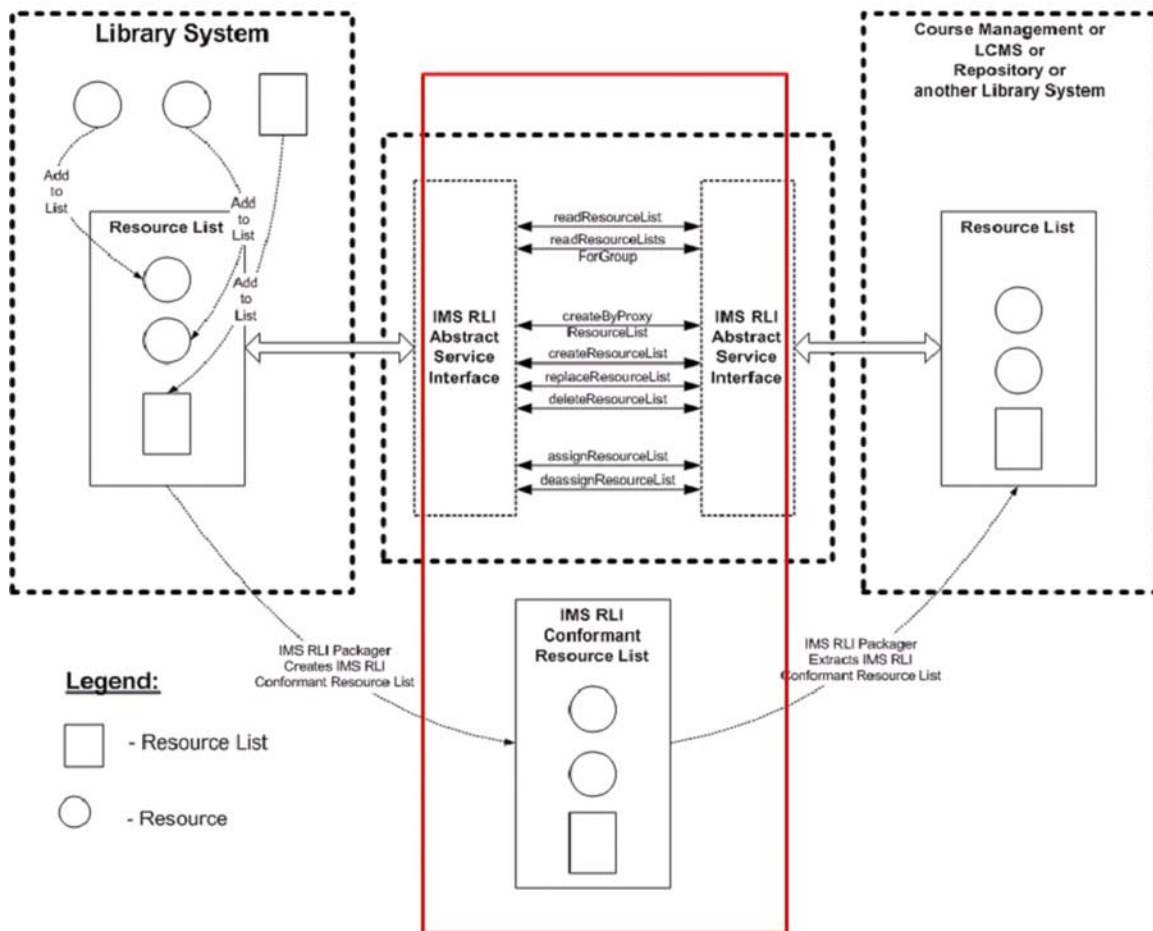 Library System
Add
to
List
Add
to
List
Add
to
List
Resource List
IMS RLI
Abstract
Service
Interface
readResourceList
readResourceLists
ForGroup
createByProxy
ResourceList
createResourceList
replaceResourceList
deleteResourceList
assignResourceList
deassignResourceList
IMS RLI
Abstract
Service
Interface
Course Management or
LCMS or
Repository or
another Library System
Resource List
IMS RLI Packager
Creates IMS RLI
Conformant Resource List
IMS RLI
Conformant
Resource List
IMS RLI Packager
Extracts IMS RLI
Conformant Resource List
Legend:
- Resource List
- Resource